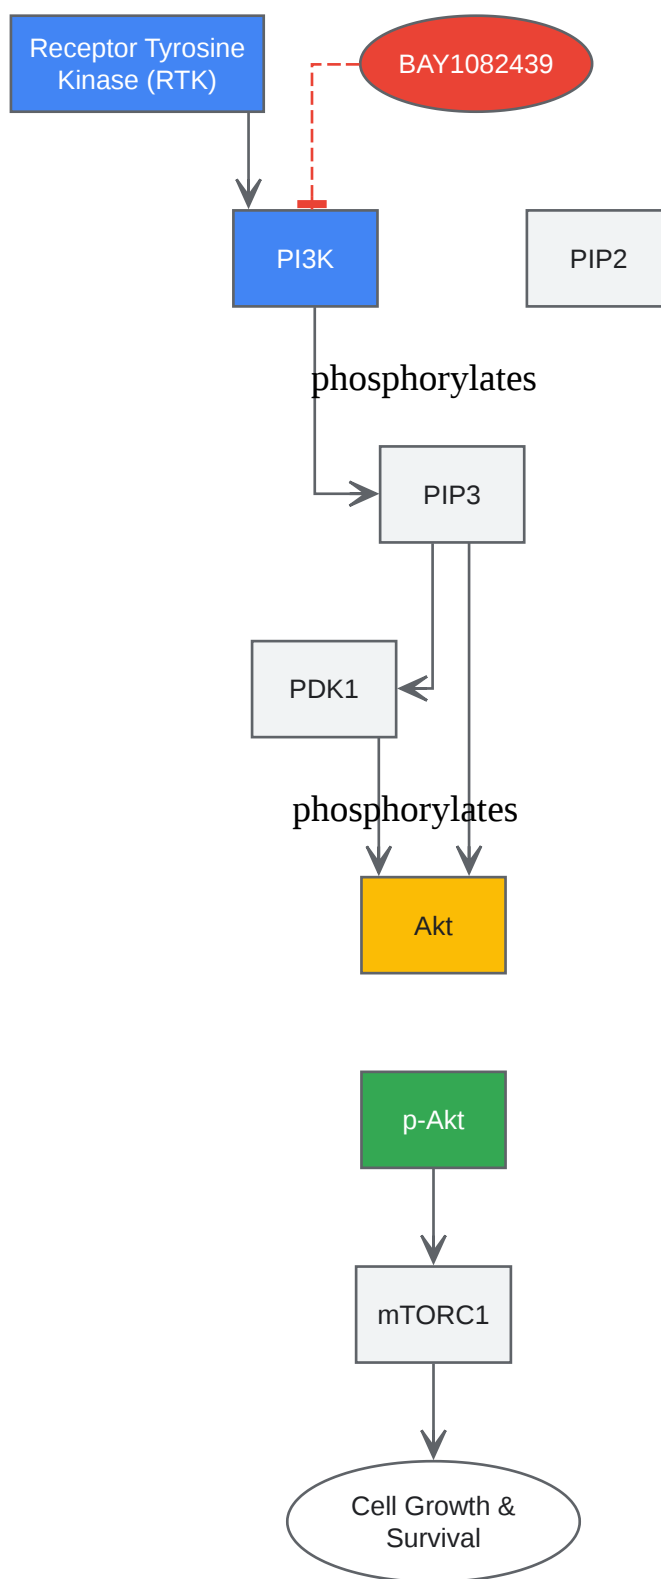 Receptor Tyrosine
Kinase (RTK)
BAY1082439
PI3K
PIP2
phosphorylates
PIP3
PDK1
phosphorylates
Akt
p-Akt
mTORC1
Cell Growth &
Survival